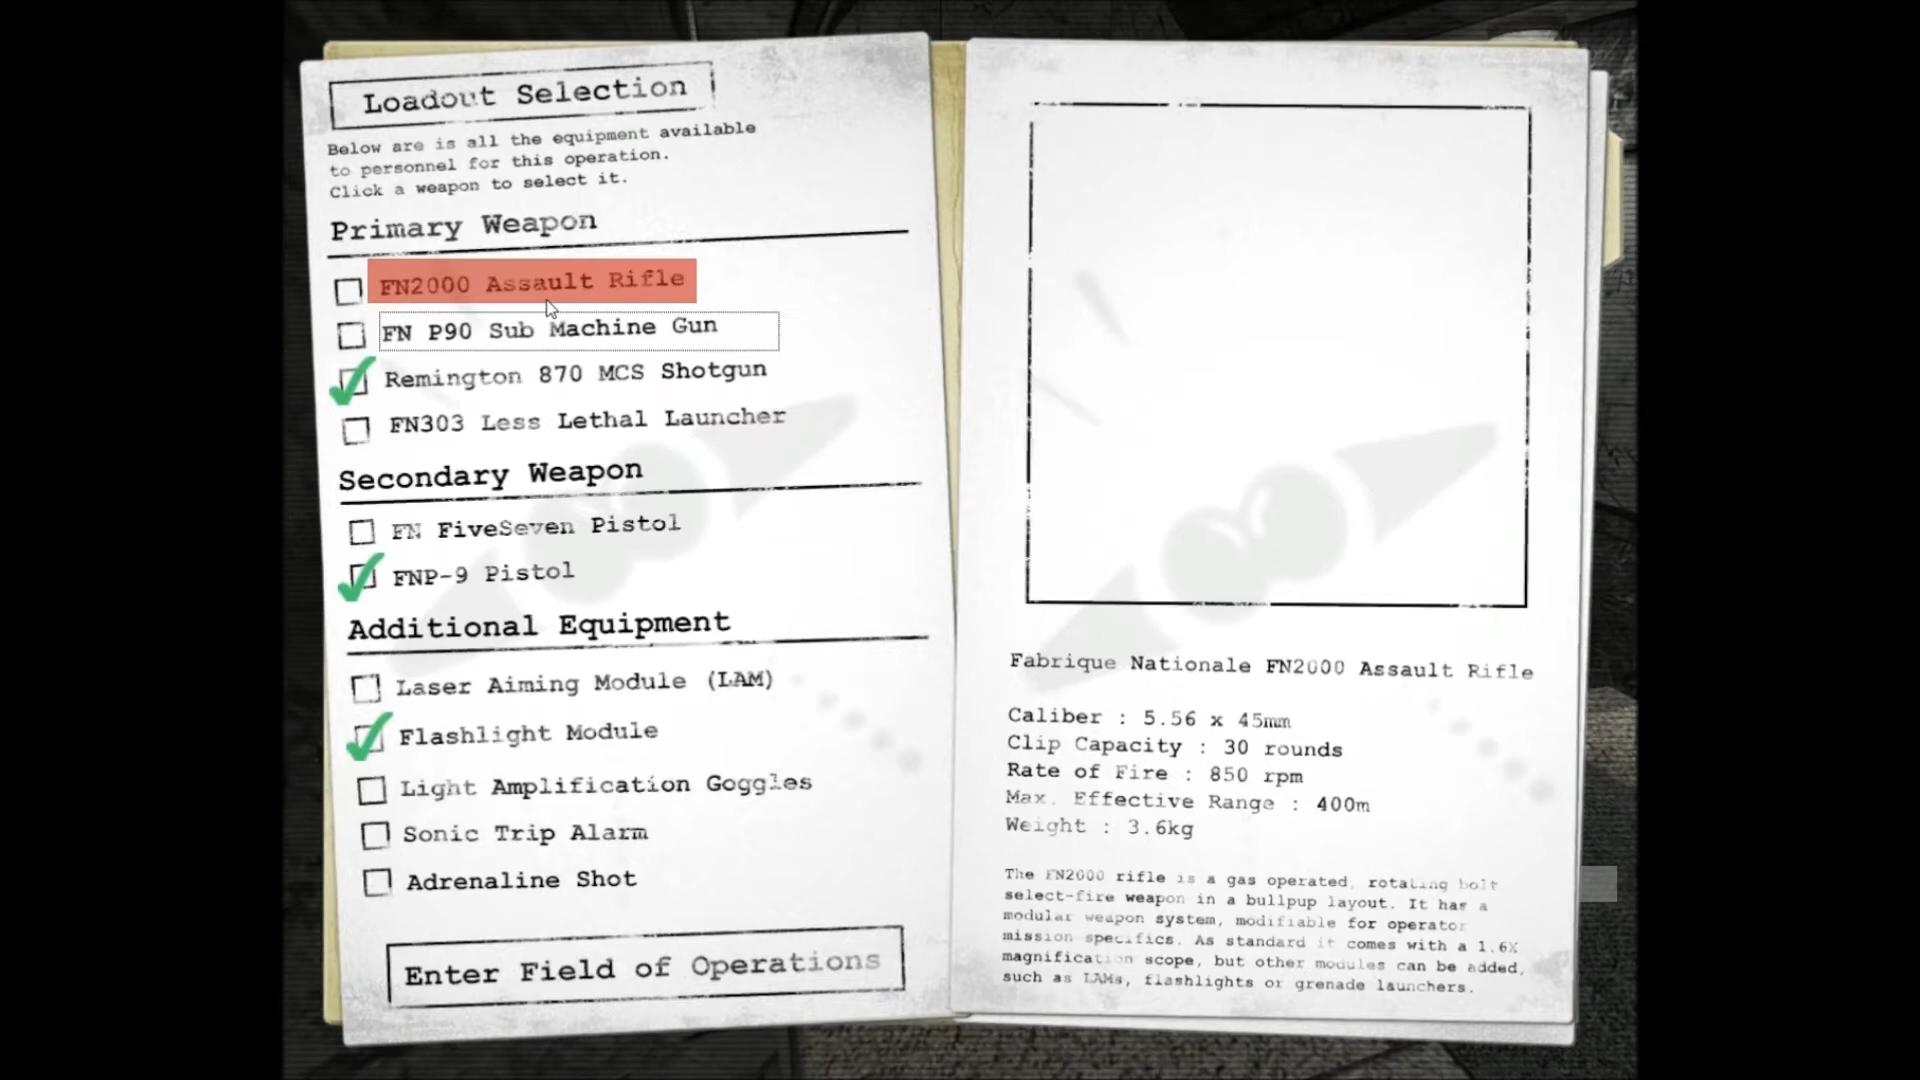 Loadout Selection
Below are is all the equipment available
to personnel for this operation.
Click a weapon to select it.
Primary Weapon
FN2000 Assault Rifle
FN P90 Sub Machine Gun
Remington 870 MCS Shotgun
FN303 Less Lethal Launcher
Secondary Weapon
FN FiveSeven Pistol
FNP-9 Pistol
Additional Equipment
Laser Aiming Module (LAM)
Flashlight Module
Light Amplification Goggles
Sonic Trip Alarm
Adrenaline Shot
Enter Field of Operations
Fabrique Nationale FN2000 Assault Rifle
Caliber : 5.56 x 45mm
Clip Capacity : 30 rounds
Rate of Fire : 850 rpm
Max. Effective Range : 400m
Weight : 3.6kg
The FN2000 rifle is a gas operated, rotating bolt
select-fire weapon in a bullpup layout. It has a
modular weapon system, modifiable for operator
mission specifics. As standard it comes with a 1.6X
magnification scope, but other modules can be added,
such as LAMs, flashlights or grenade launchers.